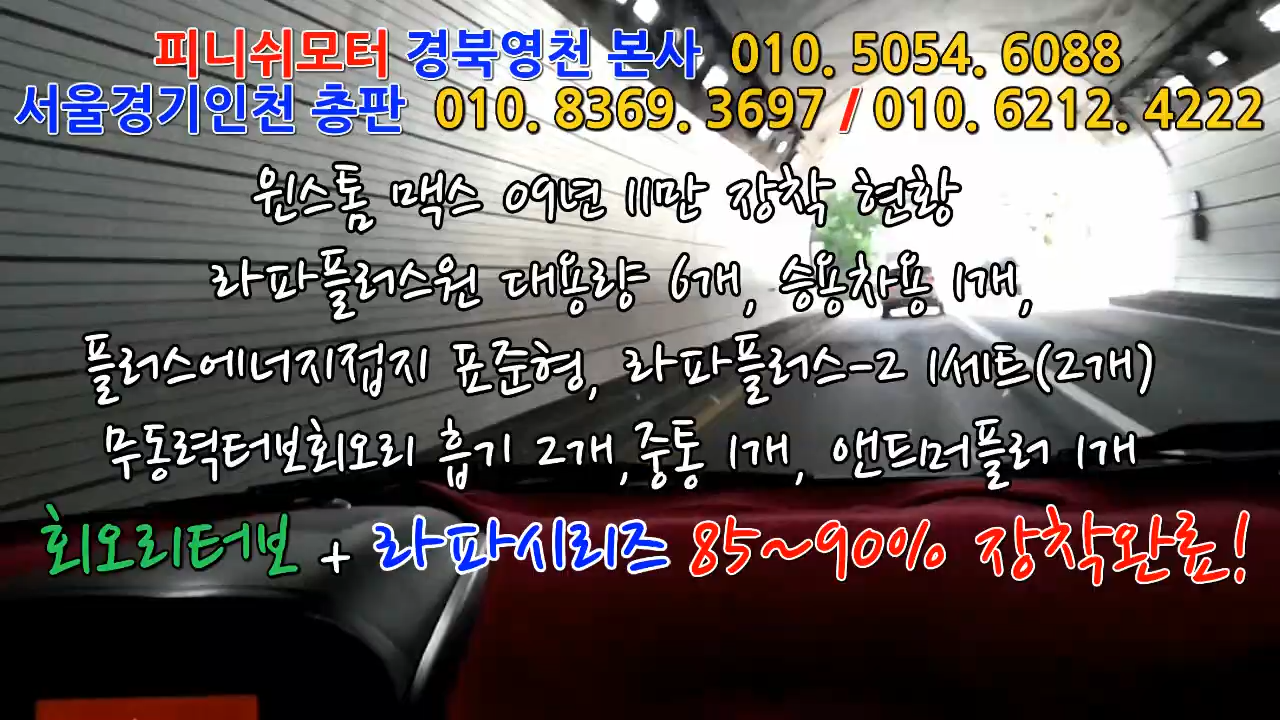 피니쉬모터 경북영천 본사 010. 5054. 6088
서울경기인천 총판 010. 8369. 3697 / 010. 6212. 4222
윈스톰 맥스 09년 11만 장착 현황
라파플러스원 대용량 6개, 승용차용 1개,
플러스에너지접지 표준형, 라파플러스-2 1세트(2개)
무동력터보회오리 흡기 2개,중통 1개, 앤드머플러 1개
회오리터보 + 라파시리즈 85~90% 장착완료!